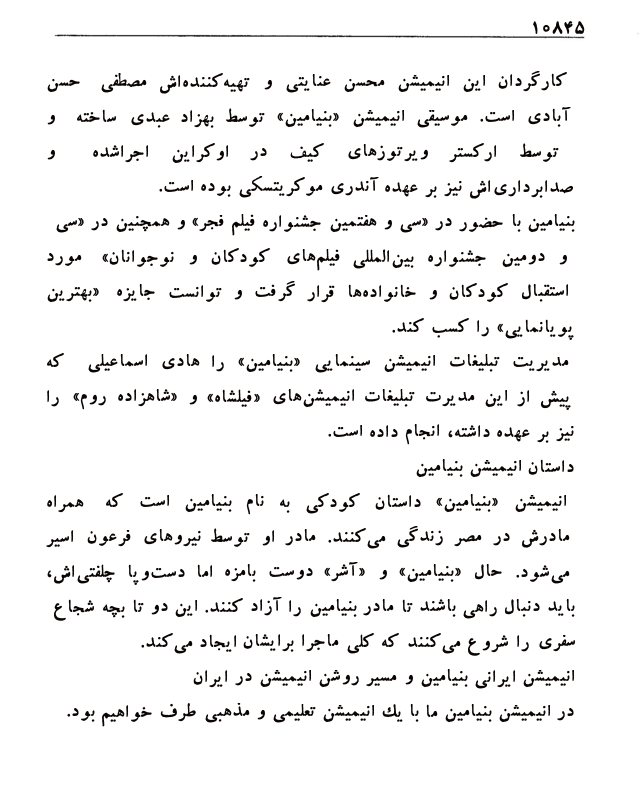 ۱۰۸۴۵
کارگردان این انیمیشن محسن عنایتی و تهیه‌کننده‌اش مصطفی حسن
آبادی است. موسیقی انیمیشن «بنیامین» توسط بهزاد عبدی ساخته و
توسط ارکستر ویرتوزهای کیف در اوکراین اجراشده و
صدابرداری‌اش نیز بر عهده آندری موکریتسکی بوده است.
بنیامین با حضور در «سی و هفتمین جشنواره فیلم فجر» و همچنین در «سی
و دومین جشنواره بین‌المللی فیلم‌های کودکان و نوجوانان» مورد
استقبال کودکان و خانواده‌ها قرار گرفت و توانست جایزه «بهترین
پویانمایی» را کسب کند.
مدیریت تبلیغات انیمیشن سینمایی «بنیامین» را هادی اسماعیلی که
پیش از این مدیرت تبلیغات انیمیشن‌های «فیلشاه» و «شاهزاده روم» را
نیز بر عهده داشته، انجام داده است.
داستان انیمیشن بنیامین
انیمیشن «بنیامین» داستان کودکی به نام بنیامین است که همراه
مادرش در مصر زندگی می‌کنند. مادر او توسط نیروهای فرعون اسیر
می‌شود. حال «بنیامین» و «آشر» دوست بامزه اما دست‌وپا چلفتی‌اش،
باید دنبال راهی باشند تا مادر بنیامین را آزاد کنند. این دو تا بچه شجاع
سفری را شروع می‌کنند که کلی ماجرا برایشان ایجاد می‌کند.
انیمیشن ایرانی بنیامین و مسیر روشن انیمیشن در ایران
در انیمیشن بنیامین ما با یك انیمیشن تعلیمی و مذهبی طرف خواهیم بود.